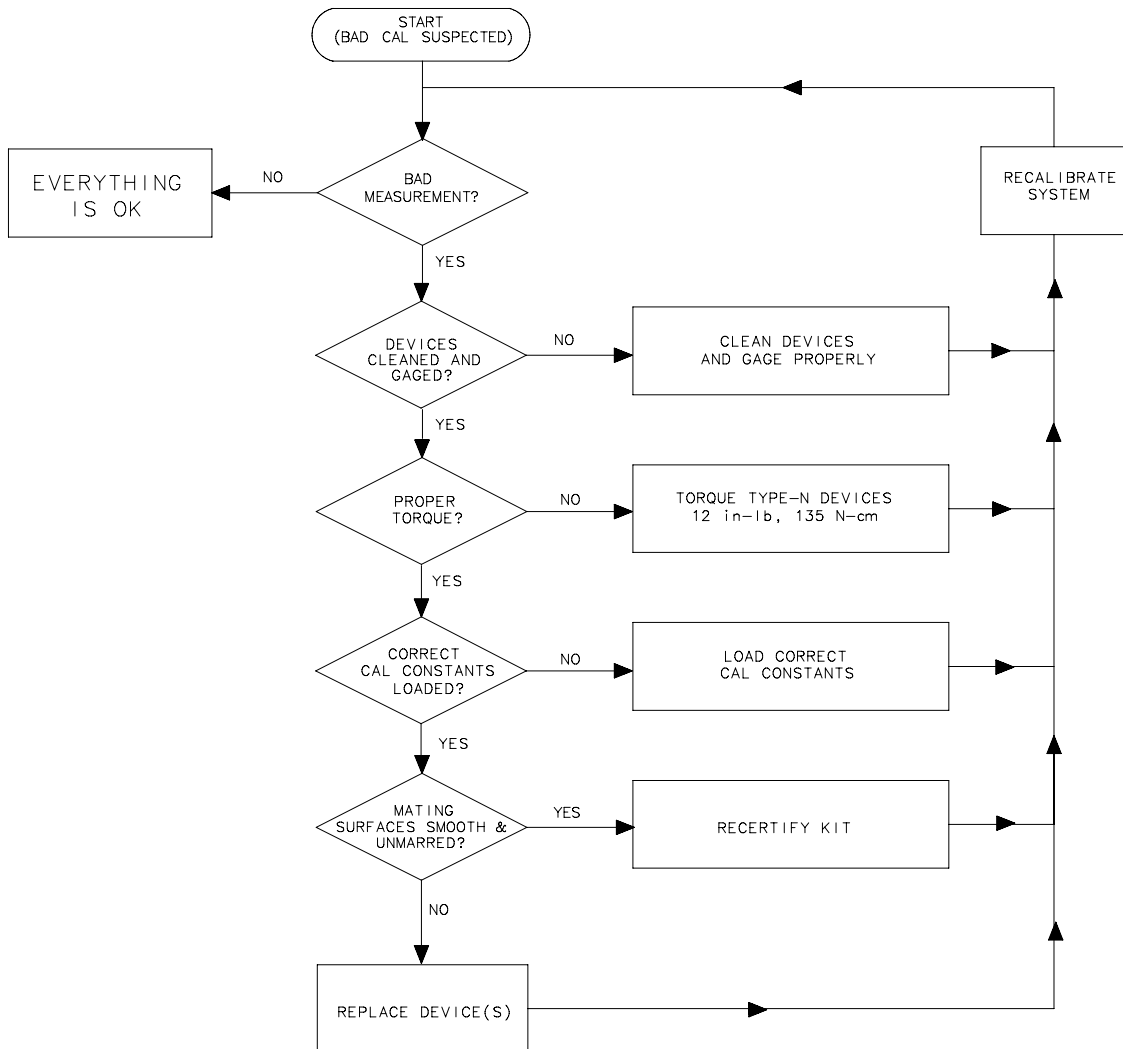 START
(BAD CAL SUSPECTED)
EVERYTHING
IS OK
NO
BAD
MEASUREMENT?
RECALIBRATE
SYSTEM
YES
DEVICES
CLEANED AND
GAGED?
NO
CLEAN DEVICES
AND GAGE PROPERLY
YES
PROPER
TORQUE?
NO
TORQUE TYPE-N DEVICES
12 in-lb, 135 N-cm
YES
CORRECT
CAL CONSTANTS
LOADED?
NO
LOAD CORRECT
CAL CONSTANTS
YES
MATING
SURFACES SMOOTH &
UNMARRED?
YES
RECERTIFY KIT
NO
REPLACE DEVICE(S)